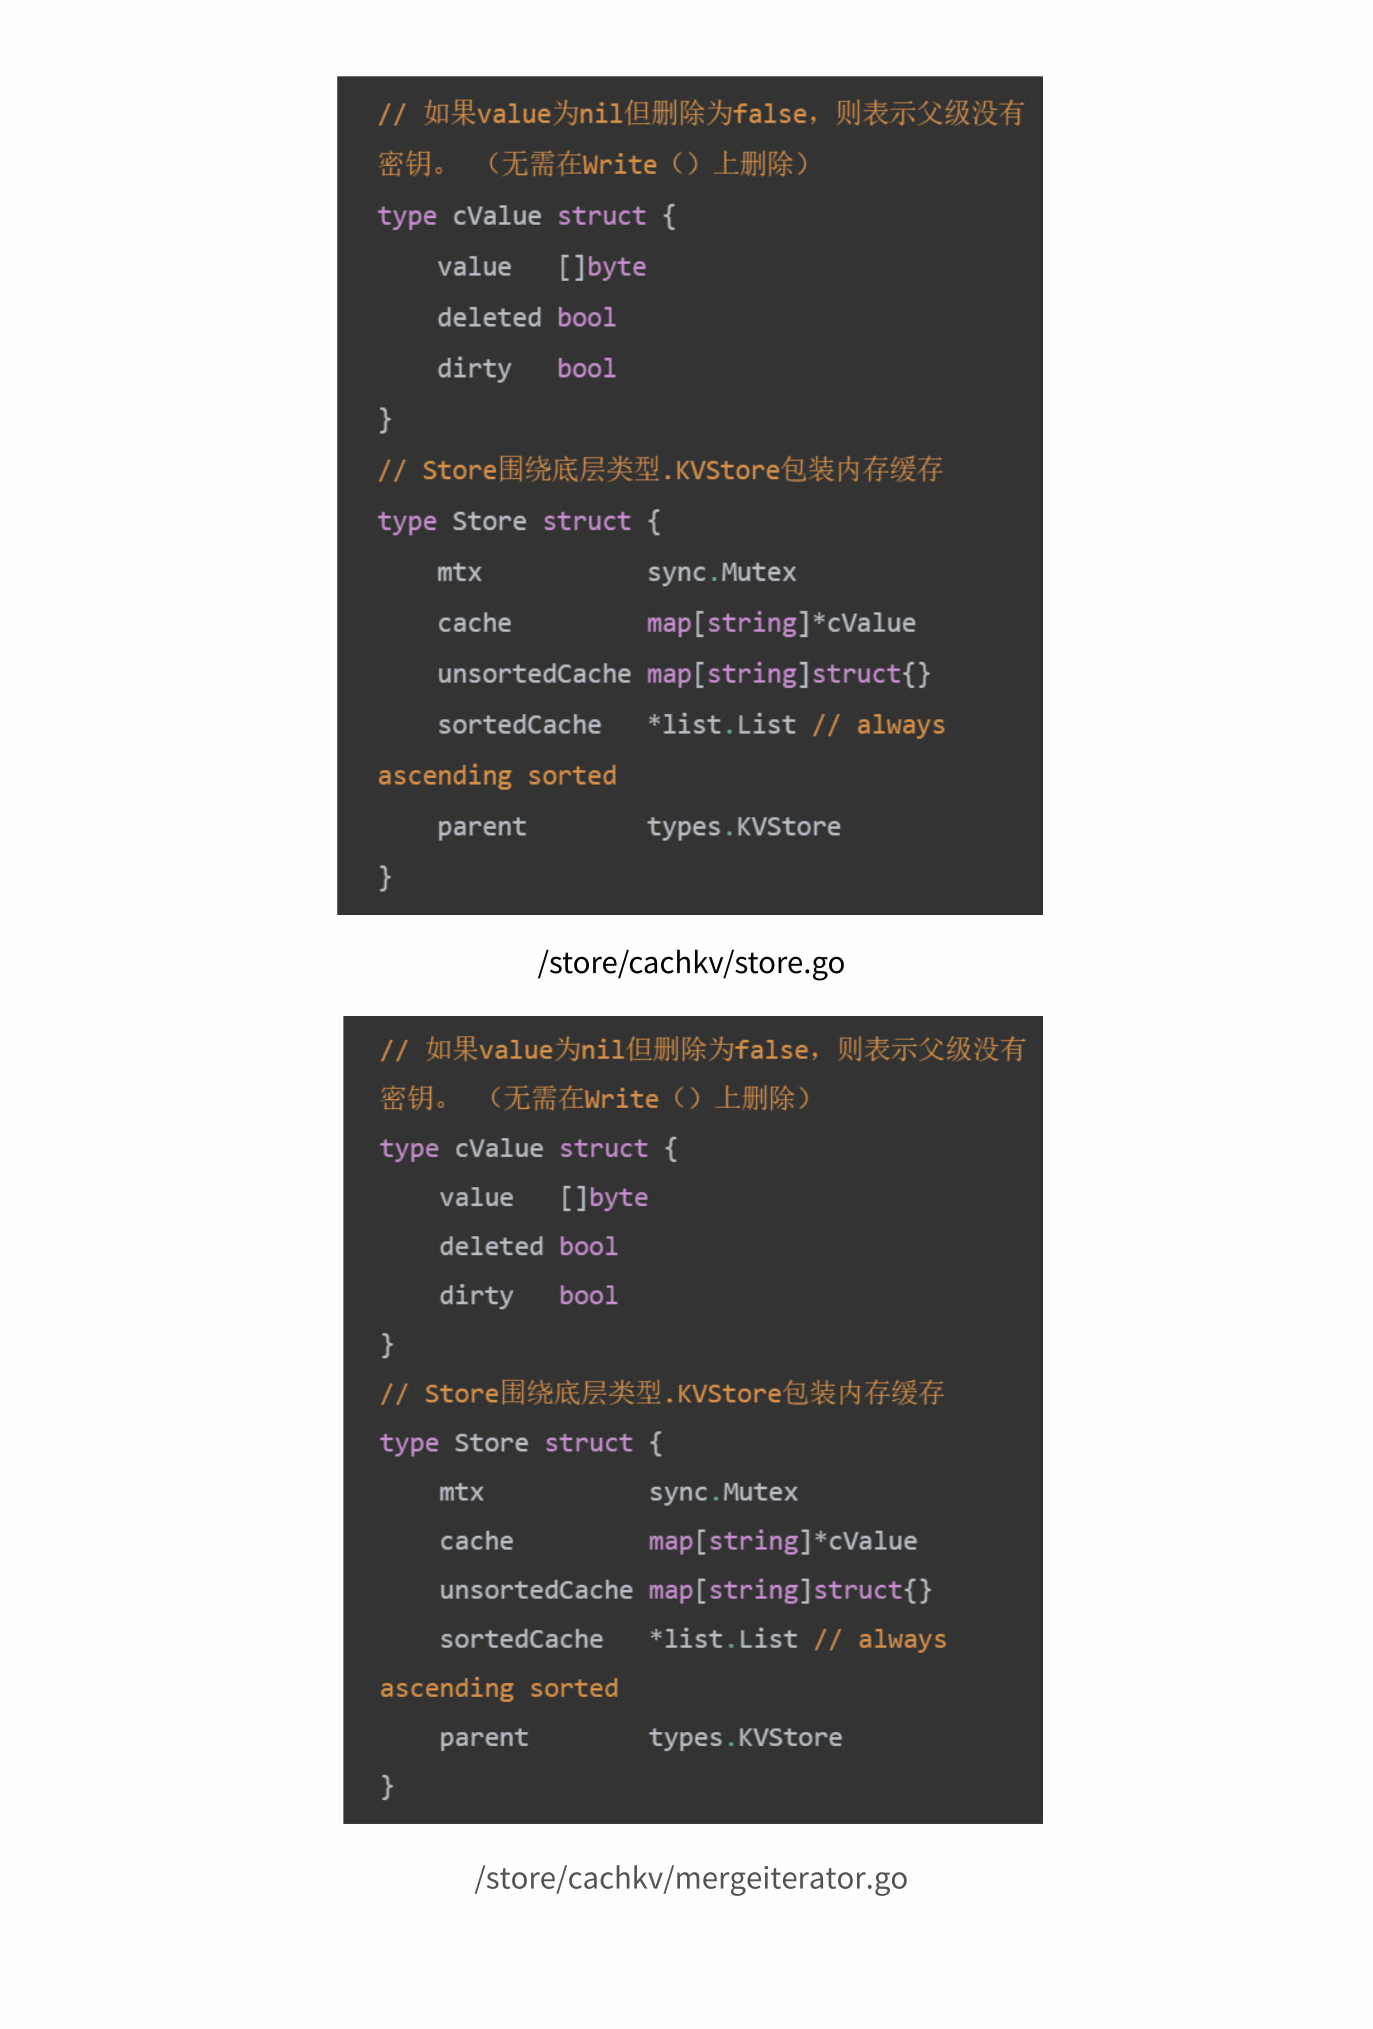 // 如果value为nil但删除为false，则表示父级没有
密钥。 （无需在Write（）上删除）
type cValue struct {
    value   []byte
    deleted bool
    dirty   bool
}
// Store围绕底层类型.KVStore包装内存缓存
type Store struct {
    mtx           sync.Mutex
    cache         map[string]*cValue
    unsortedCache map[string]struct{}
    sortedCache   *list.List // always
ascending sorted
    parent        types.KVStore
}
/store/cachkv/store.go
// 如果value为nil但删除为false，则表示父级没有
密钥。 （无需在Write（）上删除）
type cValue struct {
    value   []byte
    deleted bool
    dirty   bool
}
// Store围绕底层类型.KVStore包装内存缓存
type Store struct {
    mtx           sync.Mutex
    cache         map[string]*cValue
    unsortedCache map[string]struct{}
    sortedCache   *list.List // always
ascending sorted
    parent        types.KVStore
}
/store/cachkv/mergeiterator.go